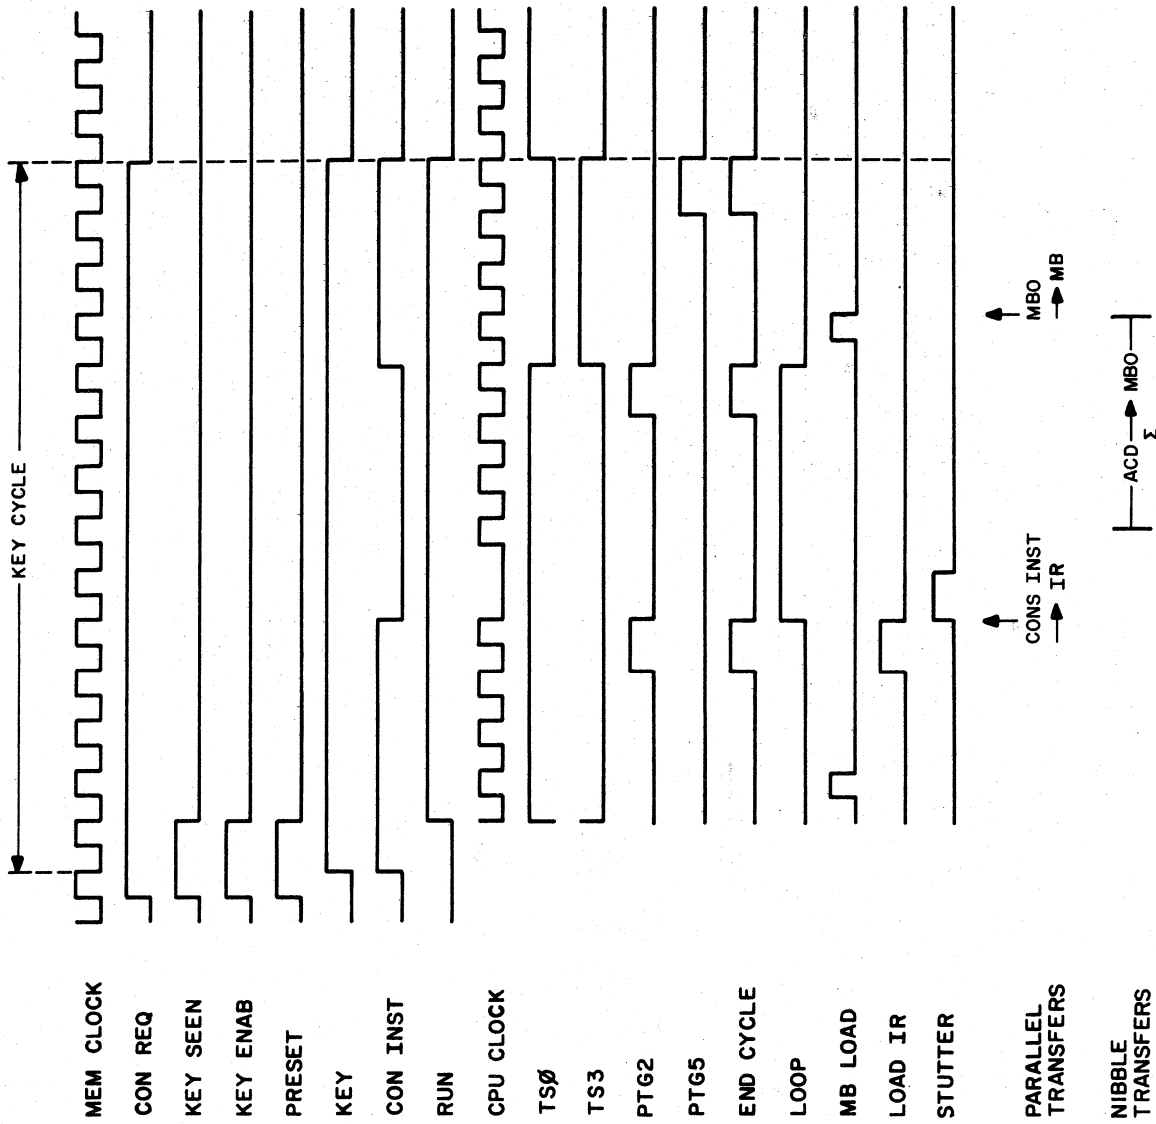 KEY CYCLE
MEM CLOCK
CON REQ
KEY SEEN
KEY ENAB
PRESET
KEY
CON INST
RUN
CPU CLOCK
TSØ
TS3
PTG2
PTG5
END CYCLE
LOOP
MB LOAD
LOAD IR
STUTTER
PARALLEL
TRANSFERS
CONS INST
→ IR
MBO
→ MB
NIBBLE
TRANSFERS
ACD → MBO
Σ